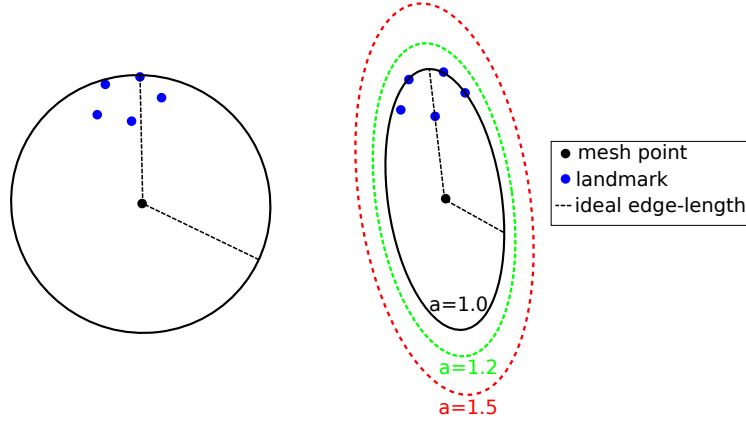 mesh point
landmark
ideal edge-length
a=1.0
a=1.2
a=1.5